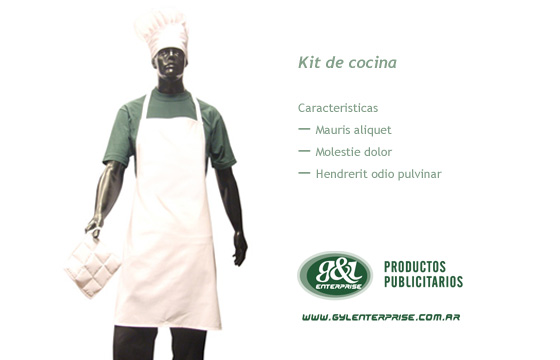 Kit de cocina
Caracteristicas
— Mauris aliquet
— Molestie dolor
— Hendrerit odio pulvinar
g&l
ENTERPRISE
PRODUCTOS
PUBLICITARIOS
WWW.GYLENTERPRISE.COM.AR